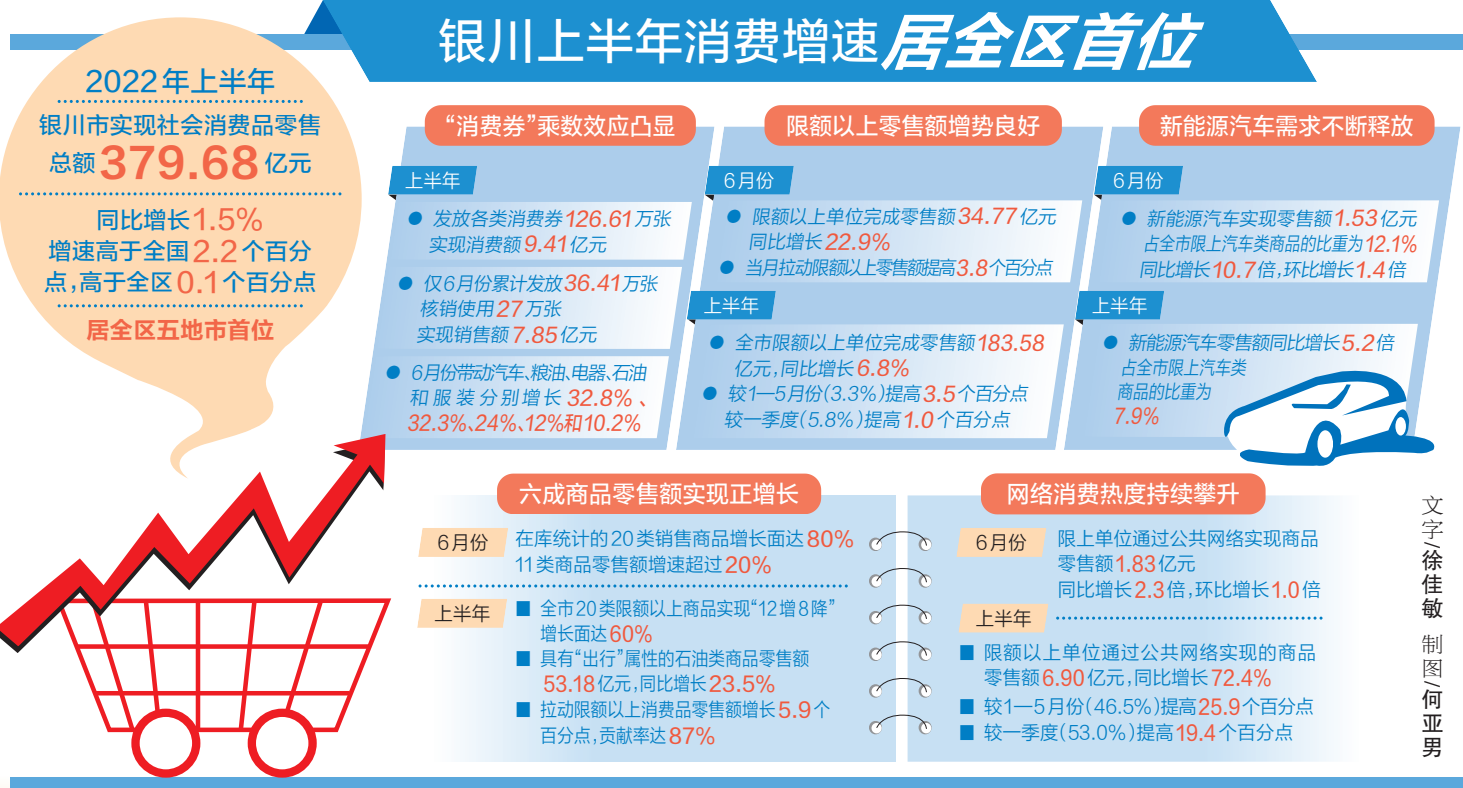 银川上半年消费增速居全区首位
2022年上半年
银川市实现社会消费品零售
总额379.68亿元
同比增长1.5%
增速高于全国2.2个百分
点,高于全区0.1个百分点
居全区五地市首位
“消费券”乘数效应凸显
上半年
● 发放各类消费券126.61万张
实现消费额9.41亿元
● 仅6月份累计发放36.41万张
核销使用27万张
实现销售额7.85亿元
● 6月份带动汽车、粮油、电器、石油
和服装分别增长32.8%、
32.3%、24%、12%和10.2%
限额以上零售额增势良好
6月份
● 限额以上单位完成零售额34.77亿元
同比增长22.9%
● 当月拉动限额以上零售额提高3.8个百分点
上半年
● 全市限额以上单位完成零售额183.58
亿元,同比增长6.8%
● 较1—5月份(3.3%)提高3.5个百分点
较一季度(5.8%)提高1.0个百分点
新能源汽车需求不断释放
6月份
● 新能源汽车实现零售额1.53亿元
占全市限上汽车类商品的比重为12.1%
同比增长10.7倍,环比增长1.4倍
上半年
● 新能源汽车零售额同比增长5.2倍
占全市限上汽车类
商品的比重为
7.9%
六成商品零售额实现正增长
6月份
在库统计的20类销售商品增长面达80%
11类商品零售额增速超过20%
上半年
■ 全市20类限额以上商品实现“12增8降”
增长面达60%
■ 具有“出行”属性的石油类商品零售额
53.18亿元,同比增长23.5%
■ 拉动限额以上消费品零售额增长5.9个
百分点,贡献率达87%
网络消费热度持续攀升
6月份
限上单位通过公共网络实现商品
零售额1.83亿元
同比增长2.3倍,环比增长1.0倍
上半年
■ 限额以上单位通过公共网络实现的商品
零售额6.90亿元,同比增长72.4%
■ 较1—5月份(46.5%)提高25.9个百分点
■ 较一季度(53.0%)提高19.4个百分点
文字/徐佳敏 制图/何亚男